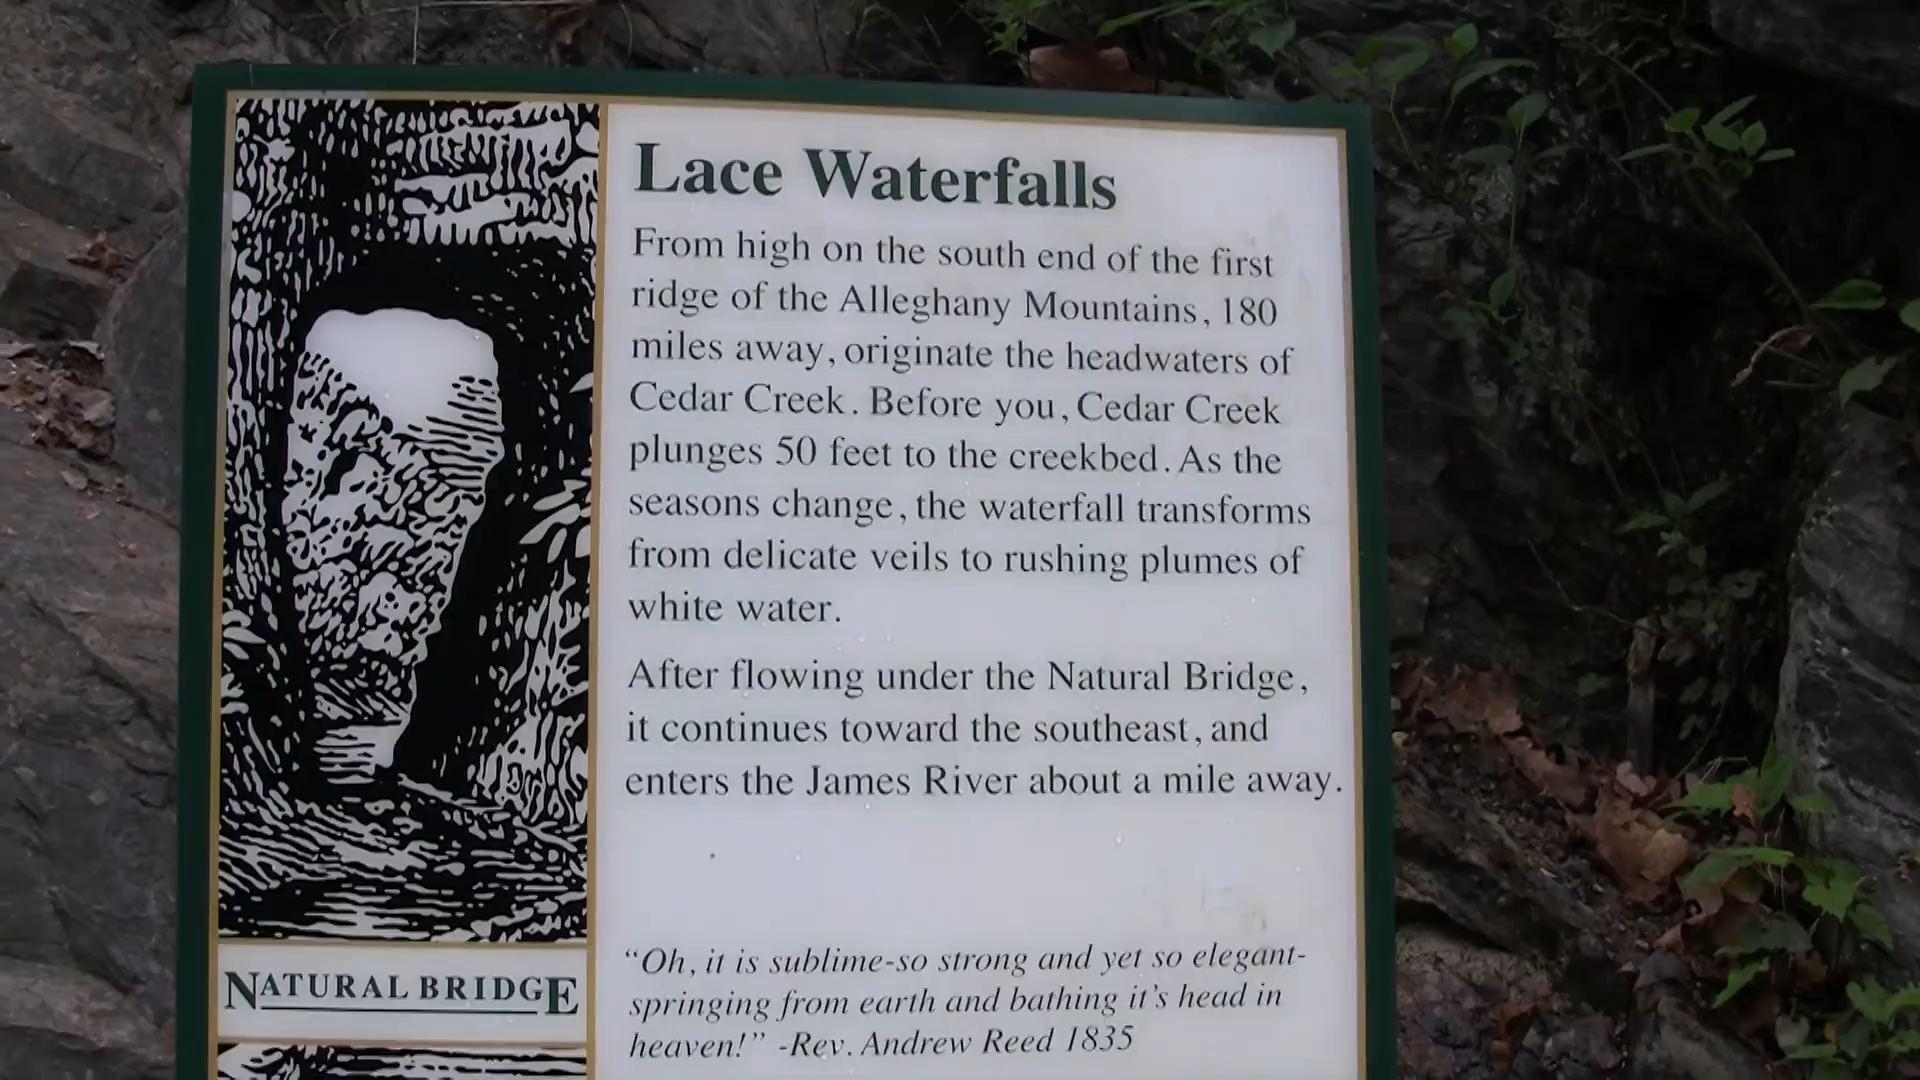 Lace Waterfalls
From high on the south end of the first
ridge of the Alleghany Mountains, 180
miles away, originate the headwaters of
Cedar Creek. Before you, Cedar Creek
plunges 50 feet to the creekbed. As the
seasons change, the waterfall transforms
from delicate veils to rushing plumes of
white water.
After flowing under the Natural Bridge,
it continues toward the southeast, and
enters the James River about a mile away.
"Oh, it is sublime-so strong and yet so elegant-
springing from earth and bathing it's head in
heaven!" -Rev. Andrew Reed 1835
NATURAL BRIDGE